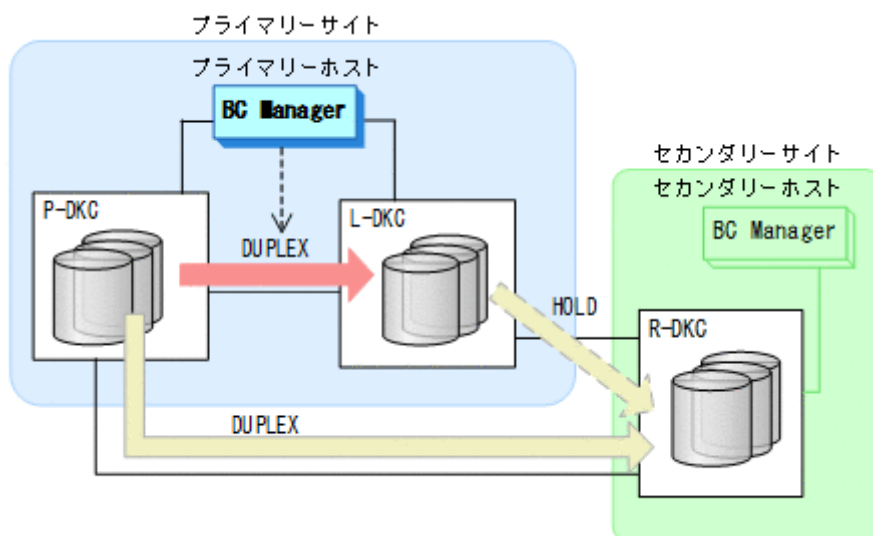 プライマリーサイト
プライマリーホスト
BC Manager
セカンダリーサイト
セカンダリーホスト
BC Manager
P-DKC
L-DKC
DUPLEX
HOLD
R-DKC
DUPLEX